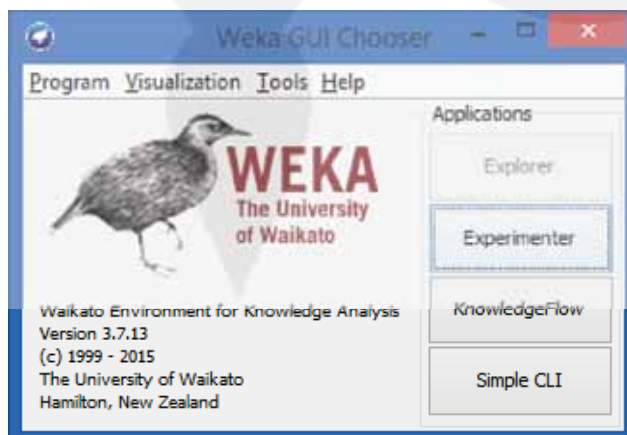 Weka GUI Chooser
Program Visualization Tools Help
Applications
WEKA
The University
of Waikato
Explorer
Experimenter
KnowledgeFlow
Simple CLI
Waikato Environment for Knowledge Analysis
Version 3.7.13
(c) 1999 - 2015
The University of Waikato
Hamilton, New Zealand